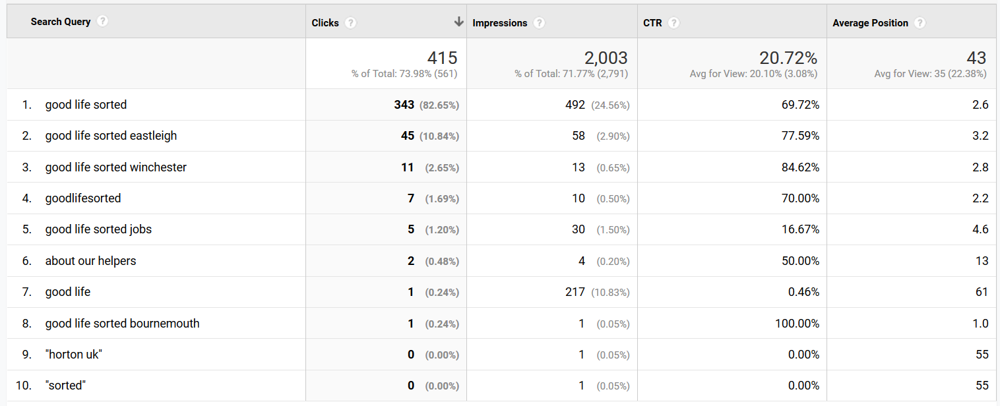 Search Query ? Clicks ? Impressions ? CTR ? Average Position ?
415 2,003 20.72% 43
% of Total: 73.98% (561) % of Total: 71.77% (2,791) Avg for View: 20.10% (3.08%) Avg for View: 35 (22.38%)
1. good life sorted 343 (82.65%) 492 (24.56%) 69.72% 2.6
2. good life sorted eastleigh 45 (10.84%) 58 (2.90%) 77.59% 3.2
3. good life sorted winchester 11 (2.65%) 13 (0.65%) 84.62% 2.8
4. goodlifesorted 7 (1.69%) 10 (0.50%) 70.00% 2.2
5. good life sorted jobs 5 (1.20%) 30 (1.50%) 16.67% 4.6
6. about our helpers 2 (0.48%) 4 (0.20%) 50.00% 13
7. good life 1 (0.24%) 217 (10.83%) 0.46% 61
8. good life sorted bournemouth 1 (0.24%) 1 (0.05%) 100.00% 1.0
9. "horton uk" 0 (0.00%) 1 (0.05%) 0.00% 55
10. "sorted" 0 (0.00%) 1 (0.05%) 0.00% 55